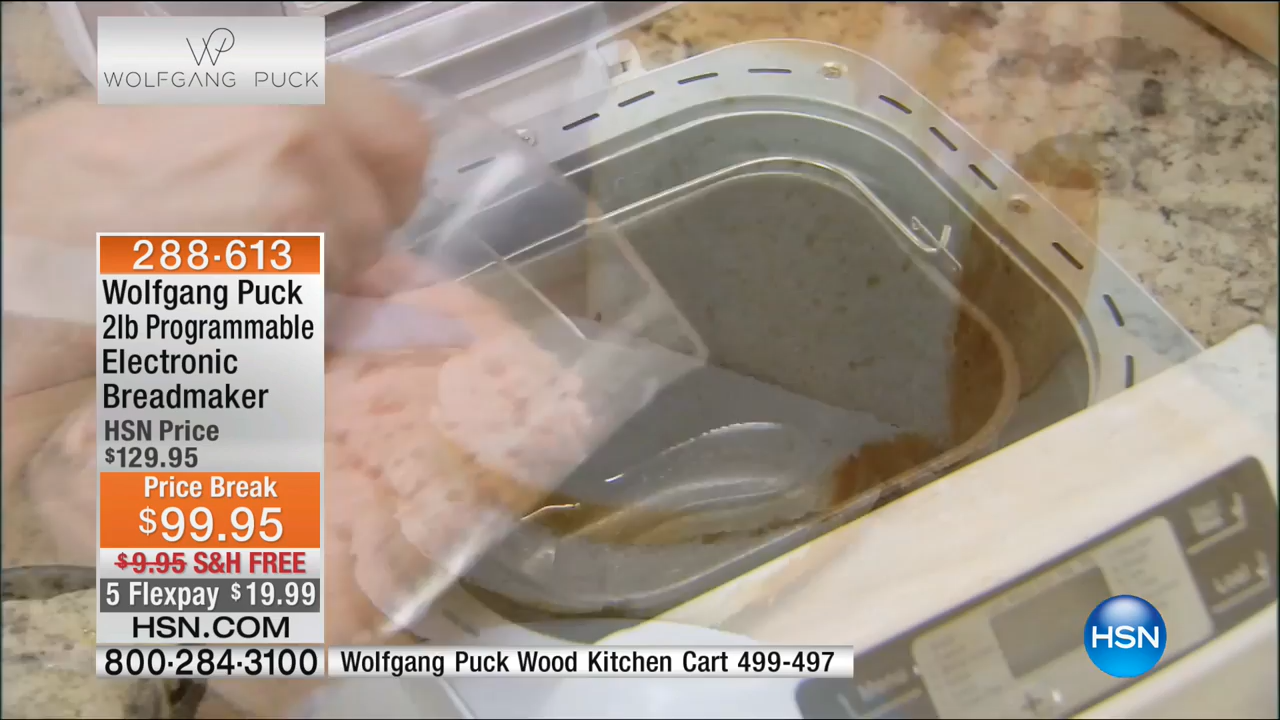 WP
WOLFGANG PUCK
288-613
Wolfgang Puck
2lb Programmable
Electronic
Breadmaker
HSN Price
$129.95
Price Break
$99.95
$9.95 S&H FREE
5 Flexpay $19.99
HSN.COM
800·284·3100
Wolfgang Puck Wood Kitchen Cart 499-497
HSN